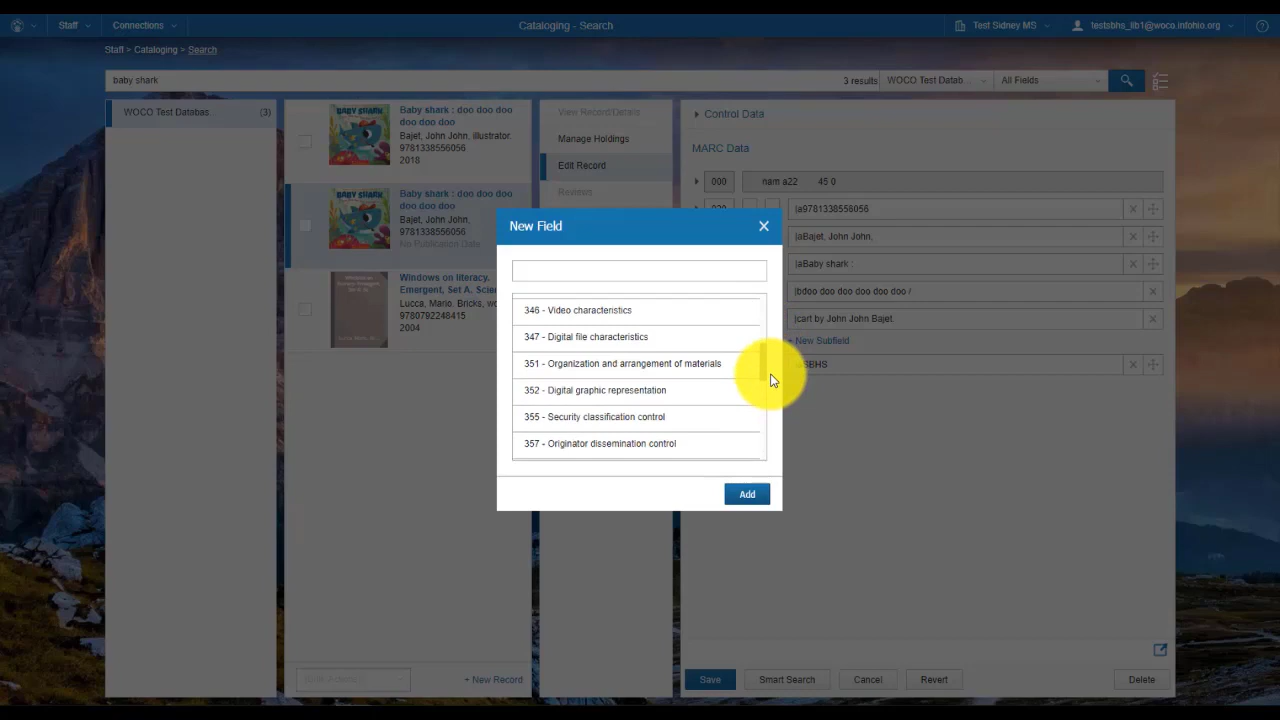 Staff
Connections
Cataloging - Search
Test Sidney MS
testsbhs_lib1@woco.infohio.org
Staff > Cataloging > Search
baby shark
3 results
WOCO Test Databas...
All Fields
WOCO Test Databas...
(3)
Baby shark : doo doo doo
doo doo doo
Bajet, John John, illustrator.
9781338556056
2018
Baby shark : doo doo doo
doo doo doo
Bajet, John John,
9781338556056
No Publication Date
Windows on literacy.
Emergent, Set A. Scien
Lucca, Mario. Bricks, wo
9780792248415
2004
+ New Record
View Record Details
Manage Holdings
Edit Record
Reviews
Control Data
MARC Data
000
nam a22 45 0
020
|a9781338556056
|aBajet, John John,
|aBaby shark :
|bdoo doo doo doo doo doo /
|cart by John John Bajet.
+ New Subfield
SBHS
New Field
346 - Video characteristics
347 - Digital file characteristics
351 - Organization and arrangement of materials
352 - Digital graphic representation
355 - Security classification control
357 - Originator dissemination control
Add
Save
Smart Search
Cancel
Revert
Delete